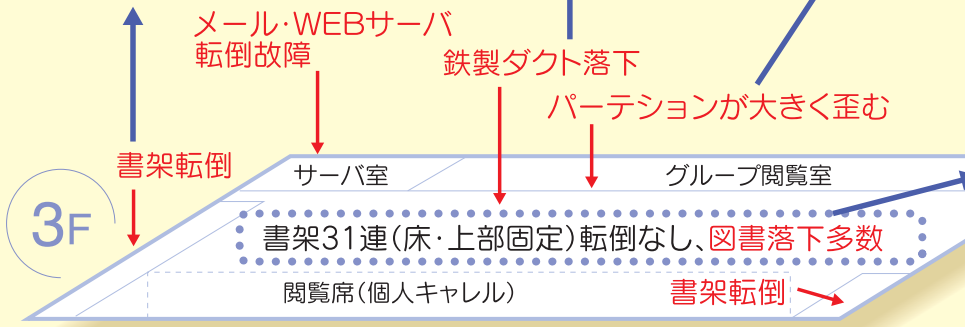 メール・WEBサーバ
転倒故障
鉄製ダクト落下
パーテションが大きく歪む
書架転倒
サーバ室
グループ閲覧室
3F
書架31連(床・上部固定)転倒なし、図書落下多数
閲覧席(個人キャレル)
書架転倒